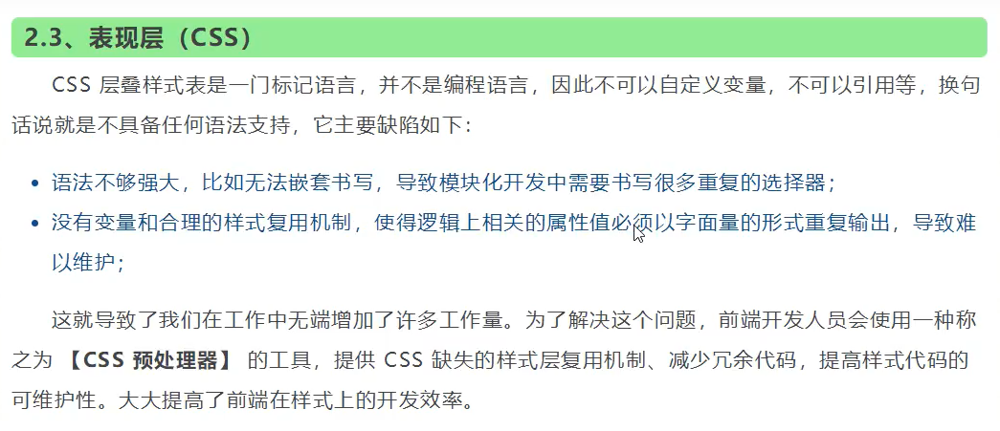 2.3、表现层（CSS）
CSS 层叠样式表是一门标记语言，并不是编程语言，因此不可以自定义变量，不可以引用等，换句
话说就是不具备任何语法支持，它主要缺陷如下：
• 语法不够强大，比如无法嵌套书写，导致模块化开发中需要书写很多重复的选择器；
• 没有变量和合理的样式复用机制，使得逻辑上相关的属性值必须以字面量的形式重复输出，导致难
以维护；
这就导致了我们在工作中无端增加了许多工作量。为了解决这个问题，前端开发人员会使用一种称
之为 【CSS 预处理器】 的工具，提供 CSS 缺失的样式层复用机制、减少冗余代码，提高样式代码的
可维护性。大大提高了前端在样式上的开发效率。